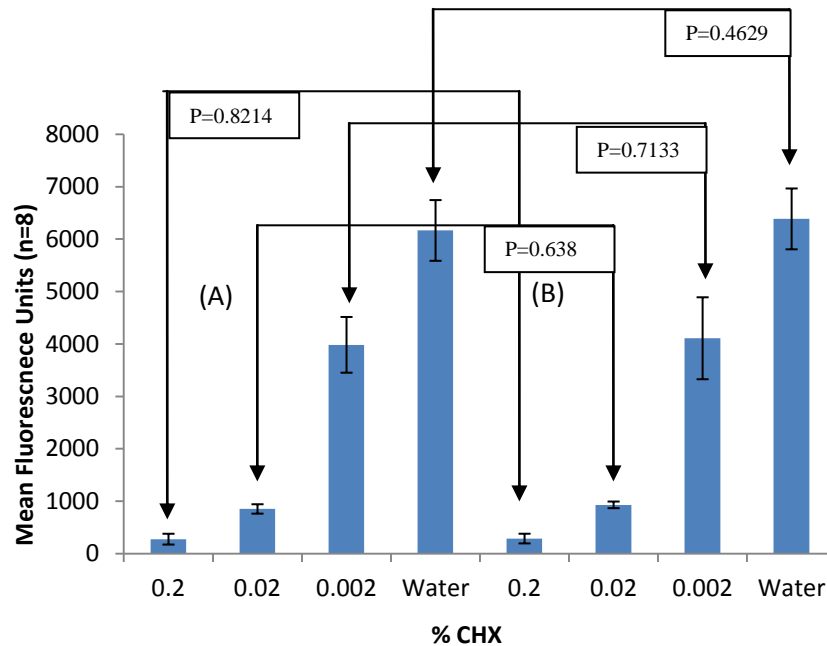 P=0.4629
P=0.8214
P=0.7133
P=0.638
(A)
(B)
Mean Fluorescnece Units (n=8)
8000
7000
6000
5000
4000
3000
2000
1000
0
0.2 0.02 0.002 Water 0.2 0.02 0.002 Water
% CHX